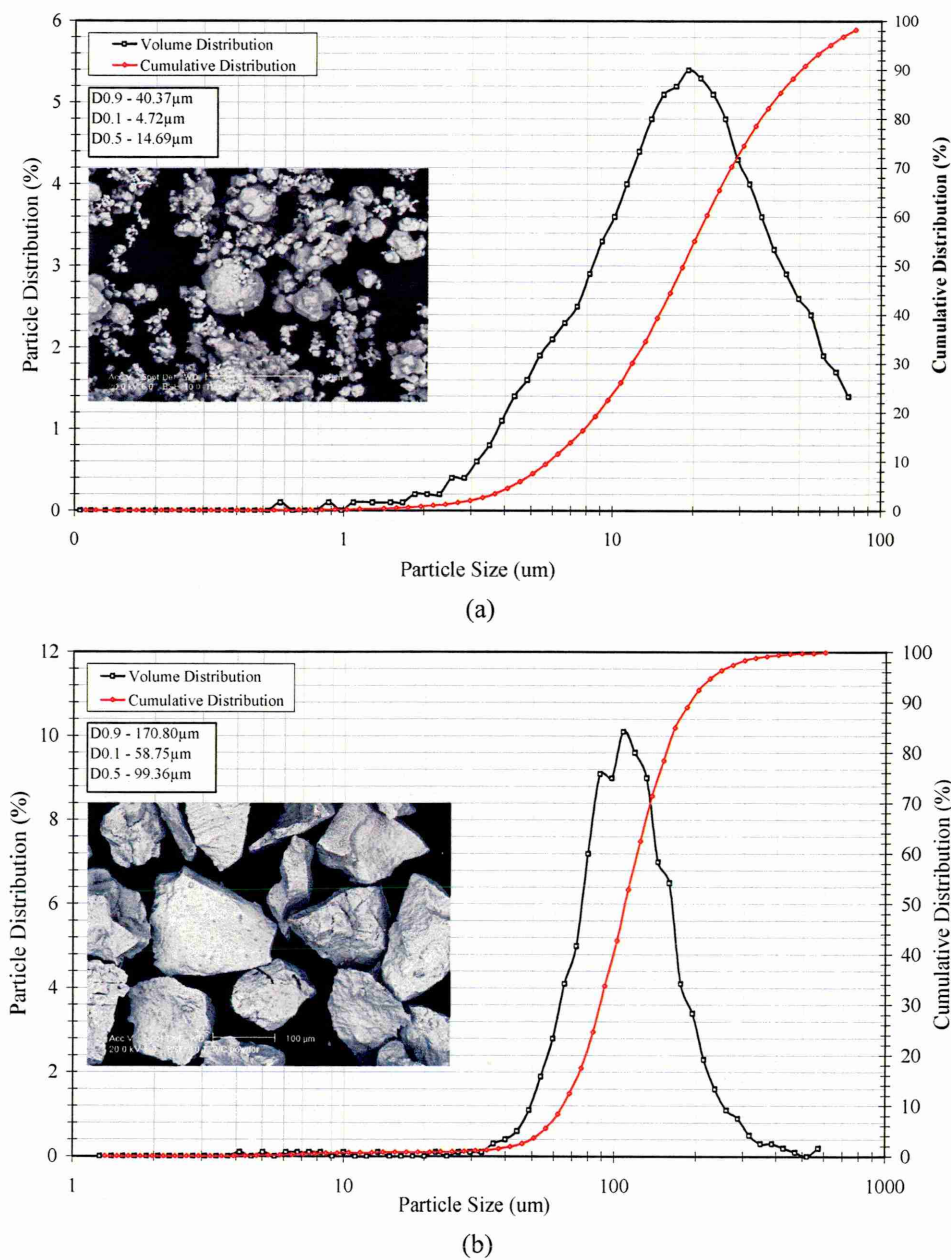 6
5
4
3
2
1
0
Particle Distribution (%)
Volume Distribution
Cumulative Distribution
D0.9 - 40.37µm
D0.1 - 4.72µm
D0.5 - 14.69µm
100
90
80
70
60
50
40
30
20
10
0
Cumulative Distribution (%)
0 1 10 100
Particle Size (um)
(a)
12
10
8
6
4
2
0
Particle Distribution (%)
Volume Distribution
Cumulative Distribution
D0.9 - 170.80µm
D0.1 - 58.75µm
D0.5 - 99.36µm
Acc V
100 µm
20.0 kV
100
90
80
70
60
50
40
30
20
10
0
Cumulative Distribution (%)
1 10 100 1000
Particle Size (um)
(b)